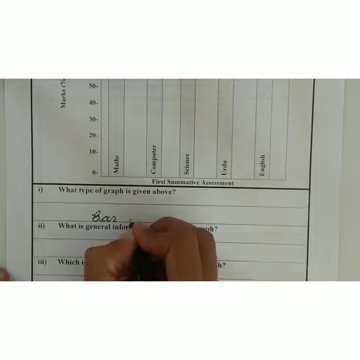 Marks (%
50-
40-
30-
20-
10-
0-
Maths
Computer
Science
Urdu
English
First Summative Assessment
i) What type of graph is given above?
Bar
ii) What is general infor
iii) Which i